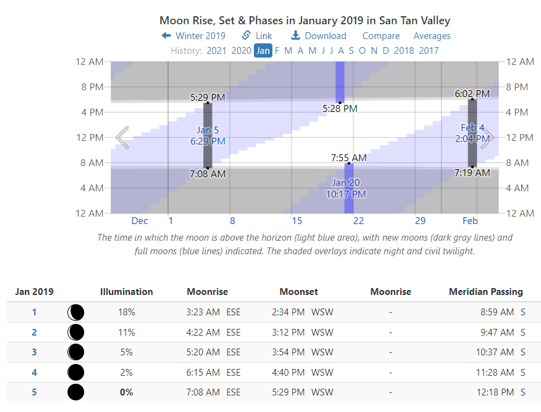 Moon Rise, Set & Phases in January 2019 in San Tan Valley
Winter 2019 Link Download Compare Averages
History: 2021 2020 Jan F M A M J J A S O N D 2018 2017
12 AM 12 AM
8 PM 5:29 PM 6:02 PM 8 PM
4 PM 5:28 PM 4 PM
12 PM Jan 5 Feb 4 12 PM
6:29 PM 2:04 PM
8 AM 7:08 AM 7:55 AM 7:19 AM 8 AM
4 AM Jan 20 4 AM
10:17 PM
12 AM 12 AM
Dec 1 8 15 22 29 Feb
The time in which the moon is above the horizon (light blue area), with new moons (dark gray lines) and
full moons (blue lines) indicated. The shaded overlays indicate night and civil twilight.
Jan 2019 Illumination Moonrise Moonset Moonrise Meridian Passing
1 18% 3:23 AM ESE 2:34 PM WSW - 8:59 AM S
2 11% 4:22 AM ESE 3:12 PM WSW - 9:47 AM S
3 5% 5:20 AM ESE 3:54 PM WSW - 10:37 AM S
4 2% 6:15 AM ESE 4:40 PM WSW - 11:28 AM S
5 0% 7:08 AM ESE 5:29 PM WSW - 12:18 PM S